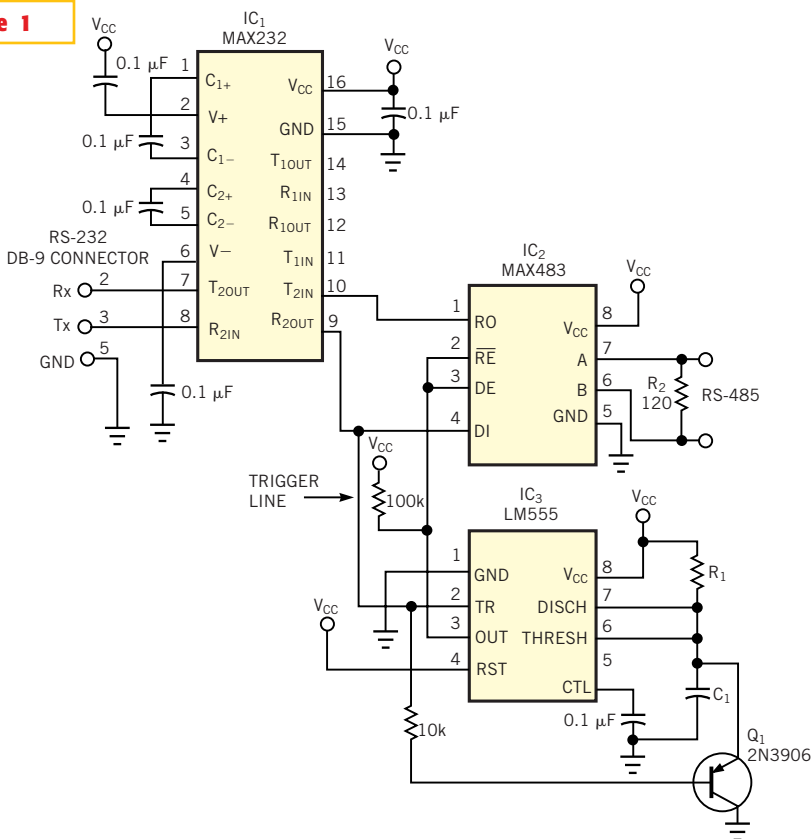 e 1
IC1
MAX232
VCC
0.1 µF
1
C1+
2
V+
0.1 µF
3
C1–
4
C2+
0.1 µF
5
C2–
6
V–
7
T2OUT
8
R2IN
VCC
16
VCC
0.1 µF
GND
15
T1OUT
14
R1IN
13
R1OUT
12
T1IN
11
T2IN
10
R2OUT
9
RS-232
DB-9 CONNECTOR
Rx
2
Tx
3
GND
5
0.1 µF
IC2
MAX483
1
RO
2
RE
3
DE
4
DI
VCC
8
VCC
A
7
B
6
GND
5
R2
120
RS-485
TRIGGER
LINE
VCC
100k
IC3
LM555
1
GND
2
TR
3
OUT
4
RST
VCC
VCC
VCC
8
DISCH
7
THRESH
6
5
CTL
R1
C1
0.1 µF
10k
Q1
2N3906